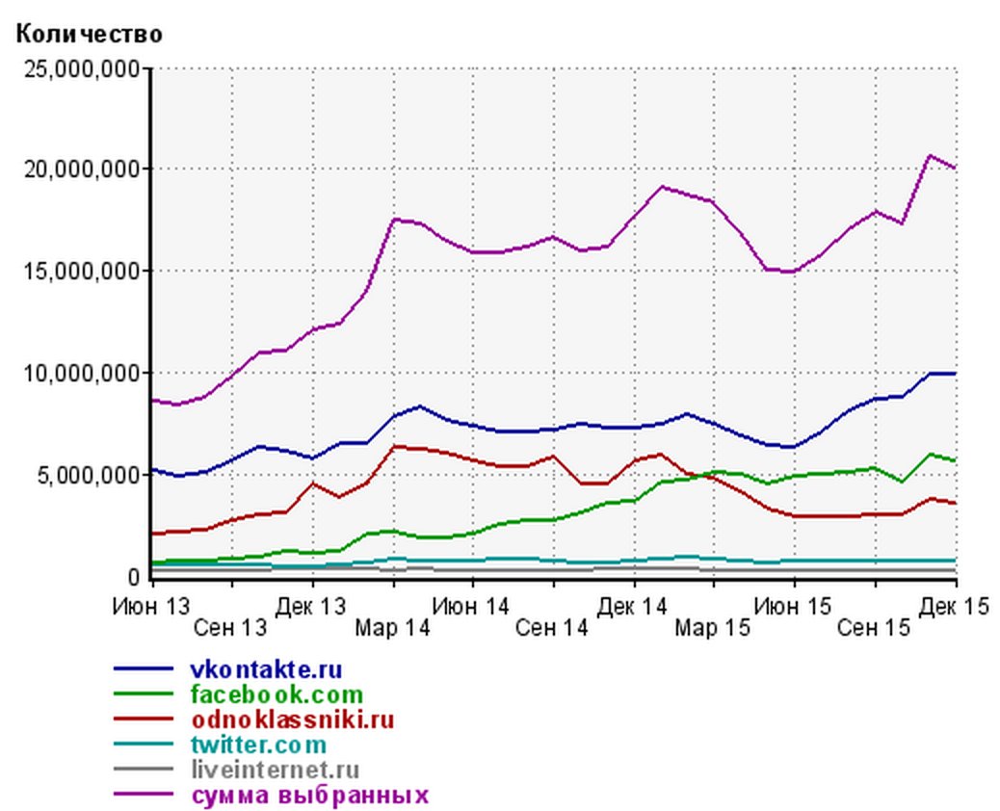 Количество
25,000,000
20,000,000
15,000,000
10,000,000
5,000,000
0
Июн 13 Дек 13 Июн 14 Дек 14 Июн 15 Дек 15
Сен 13 Мар 14 Сен 14 Мар 15 Сен 15
vkontakte.ru
facebook.com
odnoklassniki.ru
twitter.com
liveinternet.ru
сумма выбранных